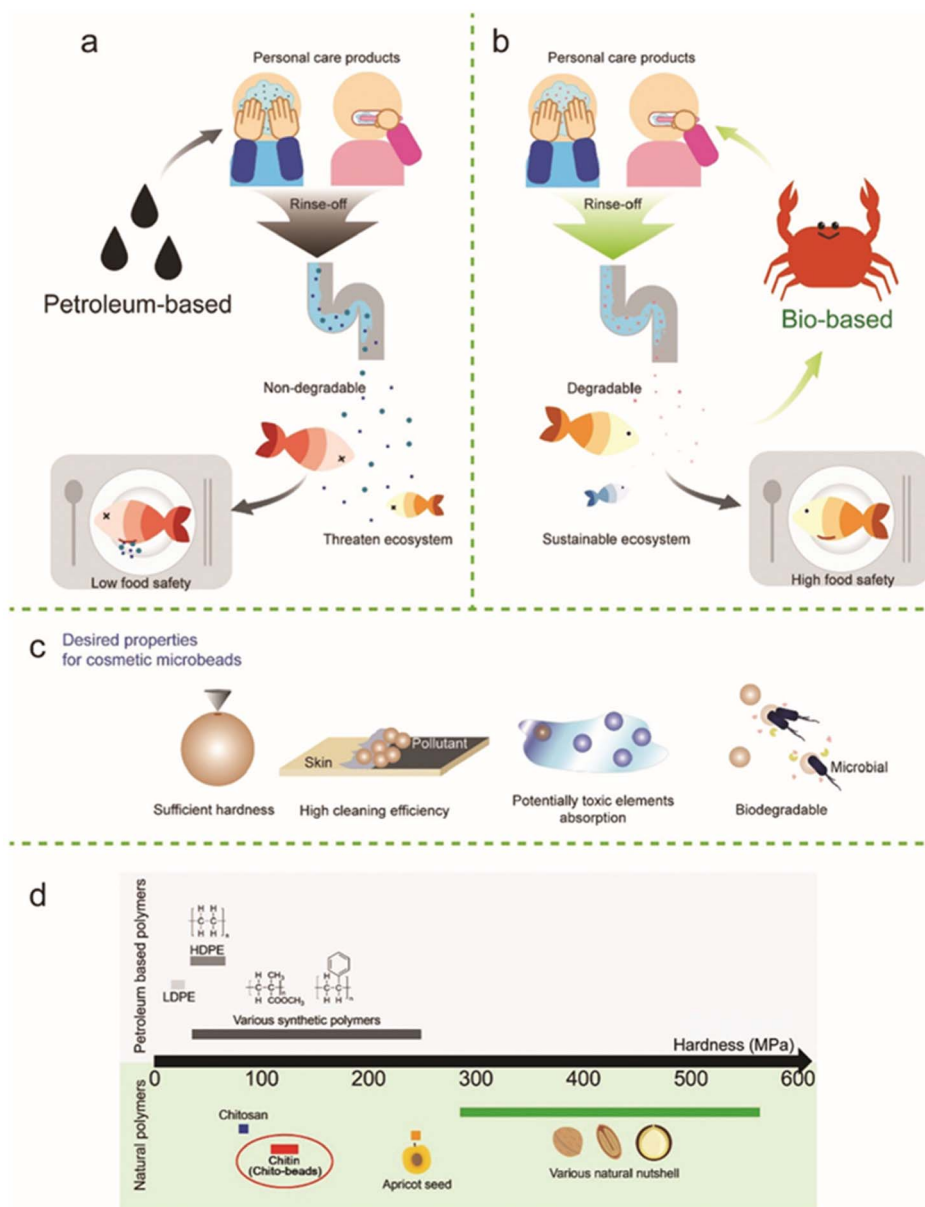 a
Personal care products
Rinse-off
Petroleum-based
Non-degradable
Threaten ecosystem
Low food safety
b
Personal care products
Rinse-off
Bio-based
Degradable
Sustainable ecosystem
High food safety
c
Desired properties
for cosmetic microbeads
Pollutant
Skin
Microbial
Sufficient hardness
High cleaning efficiency
Potentially toxic elements
absorption
Biodegradable
d
Petroleum based polymers
H H
C C
H H
n
HDPE
LDPE
H CH3
C C
H COOCH3
n
H H
C C
H H
n
Various synthetic polymers
Hardness (MPa)
0 100 200 300 400 500 600
Natural polymers
Chitosan
Chitin
(Chito-beads)
Apricot seed
Various natural nutshell